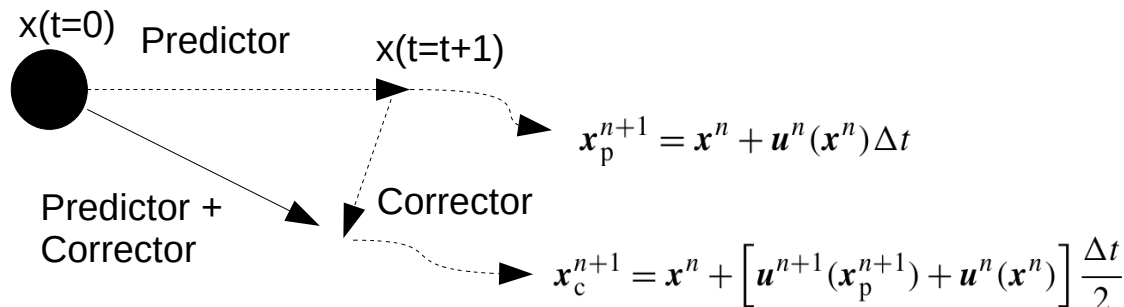 x(t=0)
Predictor
x(t=t+1)
x_p^{n+1} = x^n + u^n(x^n)Δt
Predictor +
Corrector
Corrector
x_c^{n+1} = x^n + [u^{n+1}(x_p^{n+1}) + u^n(x^n)] Δt/2